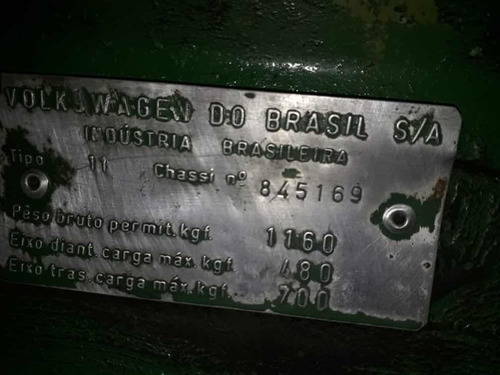 VOLKSWAGEN DO BRASIL S/A
INDÚSTRIA BRASILEIRA
Tipo 11 Chassi nº 845169
Peso bruto permit. kgf. 1160
Eixo diant. carga máx. kgf. 480
Eixo tras. carga máx. kgf. 700